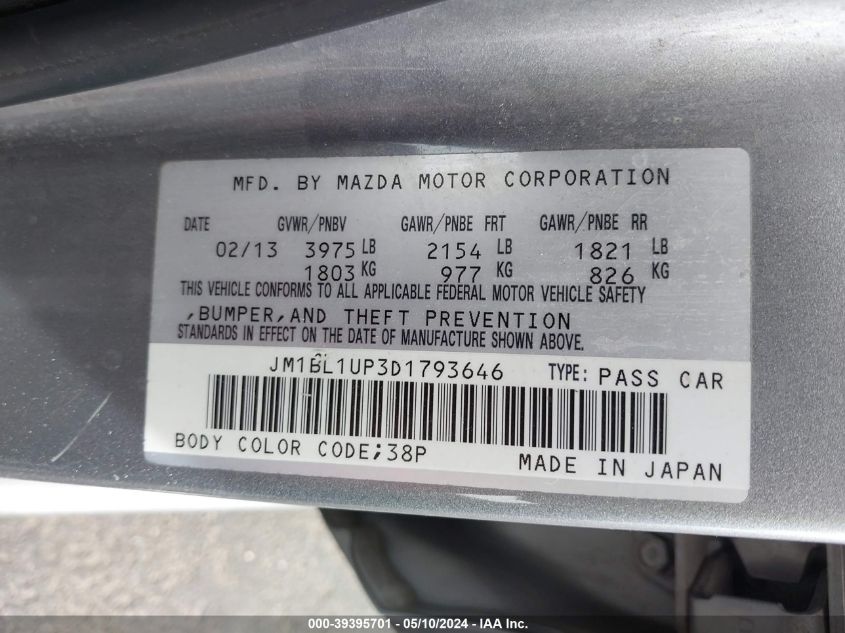 MFD. BY MAZDA MOTOR CORPORATION
DATE GVWR/PNBV GAWR/PNBE FRT GAWR/PNBE RR
02/13 3975 LB 2154 LB 1821 LB
1803 KG 977 KG 826 KG
THIS VEHICLE CONFORMS TO ALL APPLICABLE FEDERAL MOTOR VEHICLE SAFETY
,BUMPER,AND THEFT PREVENTION
STANDARDS IN EFFECT ON THE DATE OF MANUFACTURE SHOWN ABOVE.
JM1BL1UP3D1793646 TYPE: PASS CAR
BODY COLOR CODE;38P MADE IN JAPAN
000-39395701 - 05/10/2024 - IAAI.com